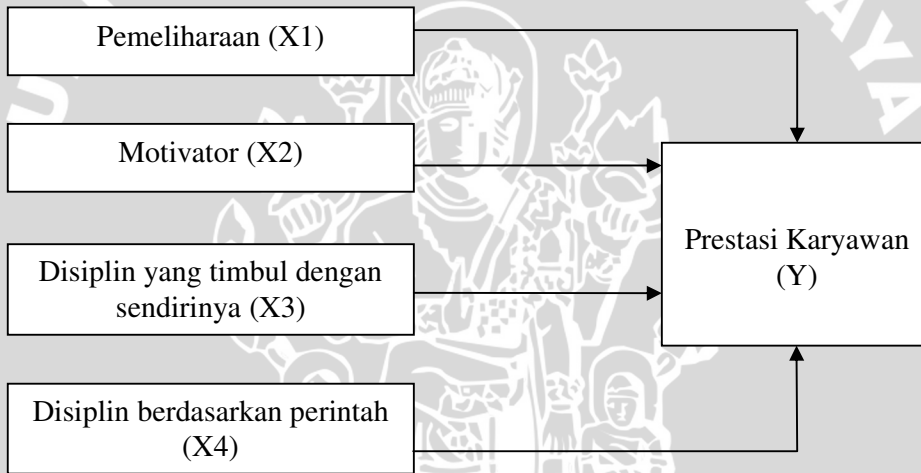 Pemeliharaan (X1)
Motivator (X2)
Disiplin yang timbul dengan
sendirinya (X3)
Disiplin berdasarkan perintah
(X4)
Prestasi Karyawan
(Y)